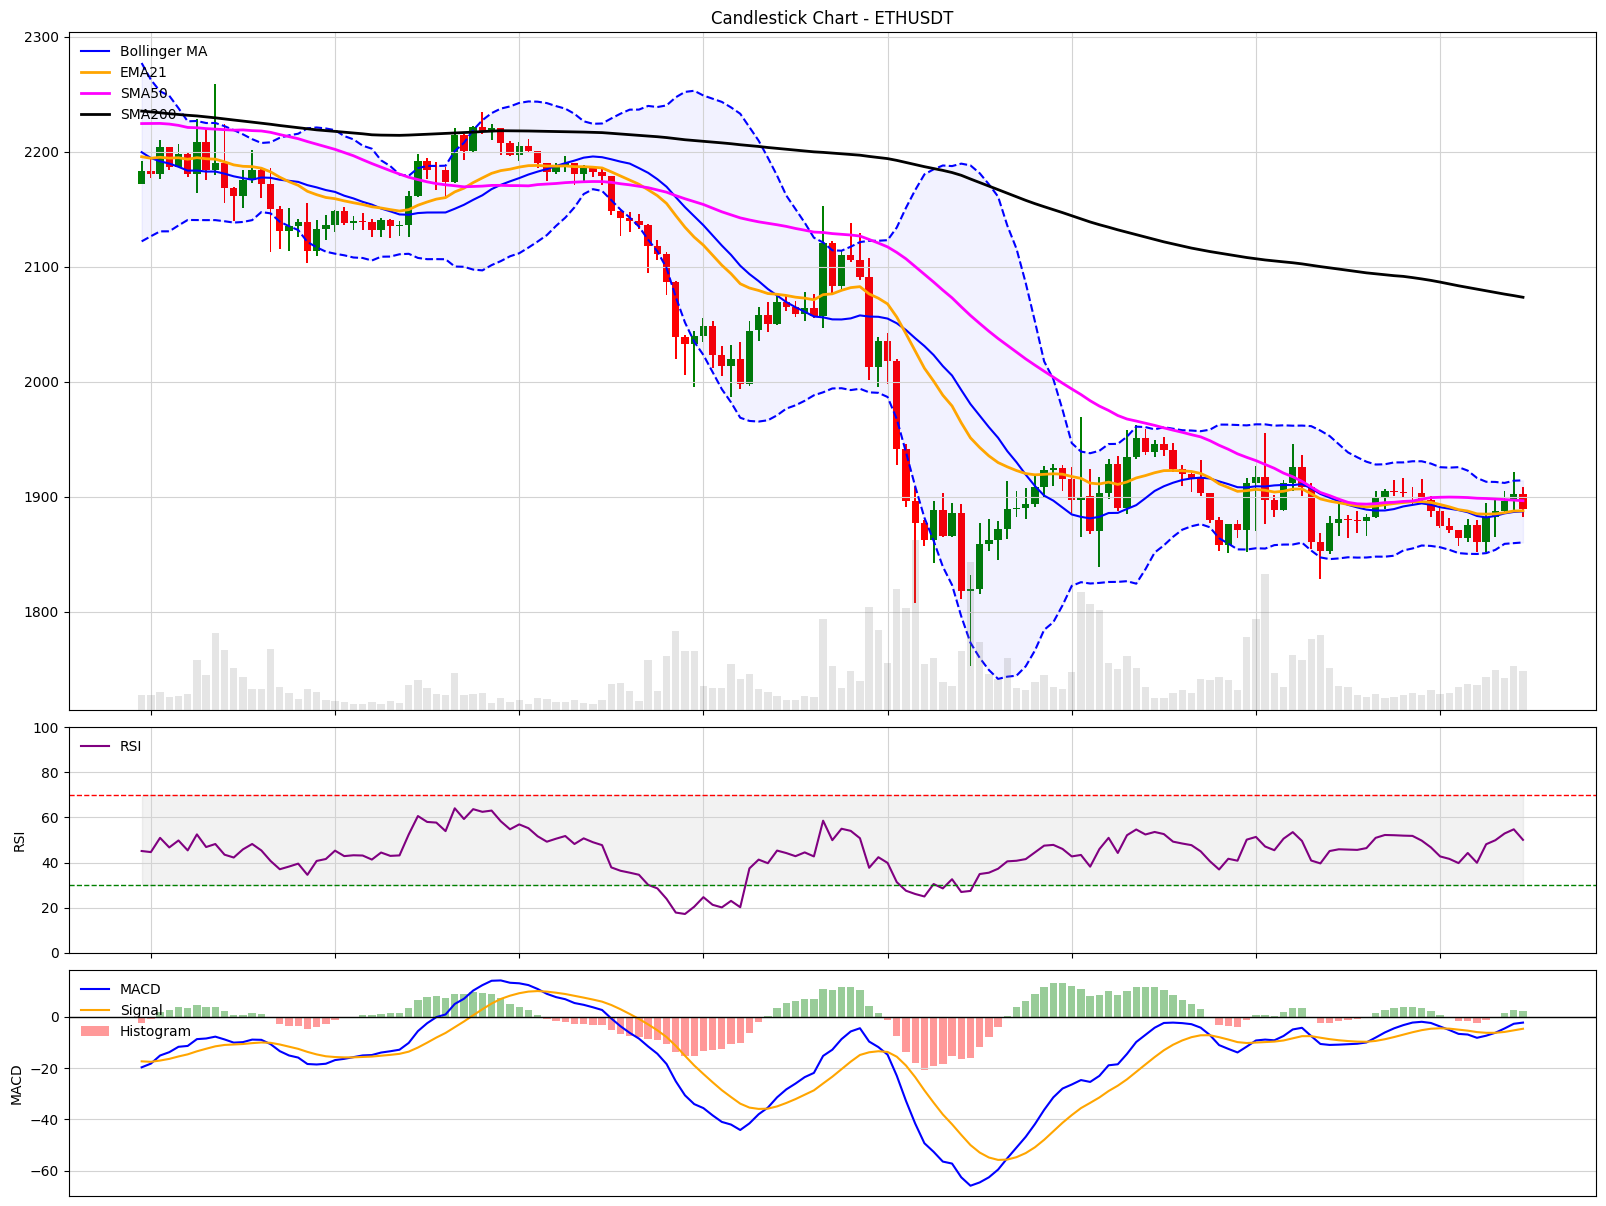 Candlestick Chart - ETHUSDT
2300
2200
2100
2000
1900
1800
Bollinger MA
EMA21
SMA50
SMA200
RSI
100
80
60
40
20
0
RSI
MACD
0
−20
−40
−60
MACD
Signal
Histogram